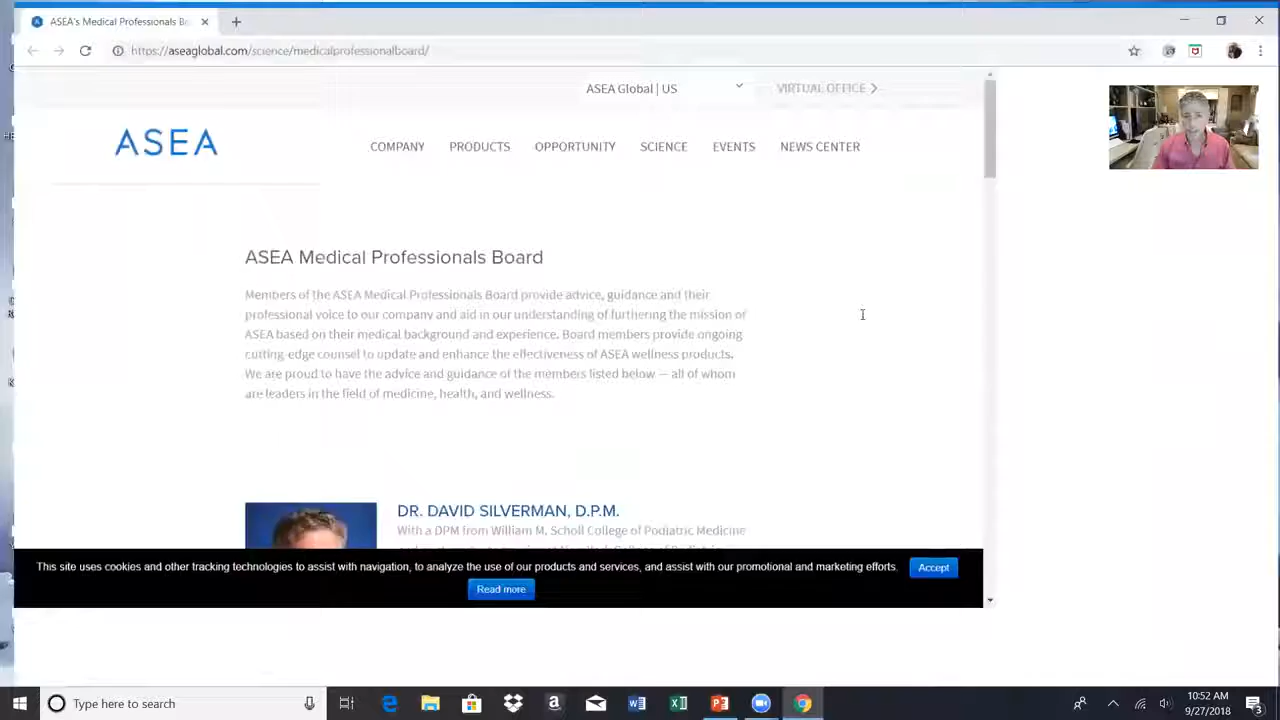 ASEA's Medical Professionals Bo
https://aseaglobal.com/science/medicalprofessionalboard/
ASEA Global | US
VIRTUAL OFFICE
ASEA
COMPANY PRODUCTS OPPORTUNITY SCIENCE EVENTS NEWS CENTER
ASEA Medical Professionals Board
Members of the ASEA Medical Professionals Board provide advice, guidance and their
professional voice to our company and aid in our understanding of furthering the mission of
ASEA based on their medical background and experience. Board members provide ongoing
cutting-edge counsel to update and enhance the effectiveness of ASEA wellness products.
We are proud to have the advice and guidance of the members listed below — all of whom
are leaders in the field of medicine, health, and wellness.
DR. DAVID SILVERMAN, D.P.M.
With a DPM from William M. Scholl College of Podiatric Medicine
This site uses cookies and other tracking technologies to assist with navigation, to analyze the use of our products and services, and assist with our promotional and marketing efforts.
Accept
Read more
Type here to search
10:52 AM
9/27/2018
3